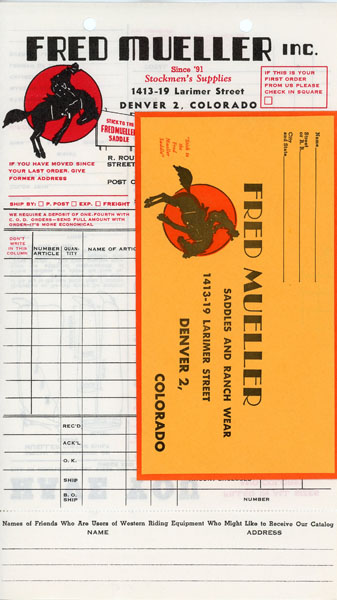 FRED MUELLER INC.
Since '91
Stockmen's Supplies
1413-19 Larimer Street
DENVER 2, COLORADO
IF THIS IS YOUR
FIRST ORDER
FROM US PLEASE
CHECK IN SQUARE
STICK TO THE
FRED MUELLER
SADDLE
IF YOU HAVE MOVED SINCE
YOUR LAST ORDER, GIVE
FORMER ADDRESS
R. ROU
STREET
POST O
SHIP BY: P. POST EXP. FREIGHT
WE REQUIRE A DEPOSIT OF ONE-FOURTH WITH
C.O.D. ORDERS—SEND FULL AMOUNT WITH
ORDER—IT'S MORE ECONOMICAL
DON'T
WRITE
IN THIS
COLUMN
NUMBER
ARTICLE
QUAN-
TITY
NAME OF ARTIC
REC'D
ACK'L
O. K.
SHIP
B. O.
SHIP
NUMBER
Names of Friends Who Are Users of Western Riding Equipment Who Might Like to Receive Our Catalog
NAME ADDRESS
Name
Street
or R. R.
City
and State
"Stick to
the
Fred
Mueller
Saddle"
FRED MUELLER
SADDLES AND RANCH WEAR
1413-19 LARIMER STREET
DENVER 2,
COLORADO